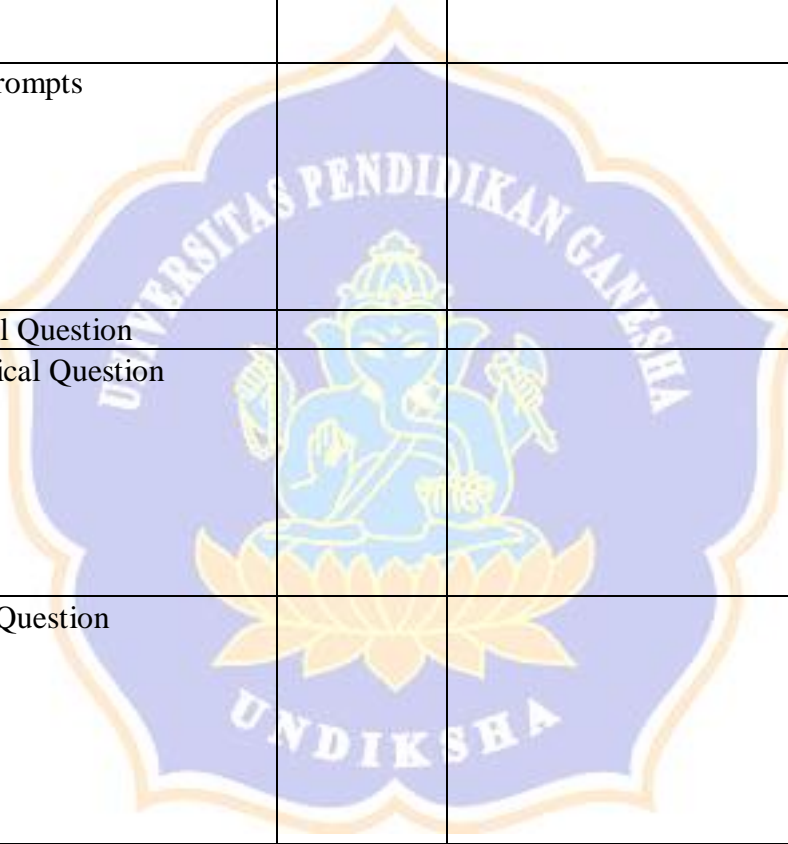 rompts
UNIVERSITAS PENDIDIKAN GANESHA
l Question
ical Question
Question
UNDIKSHA